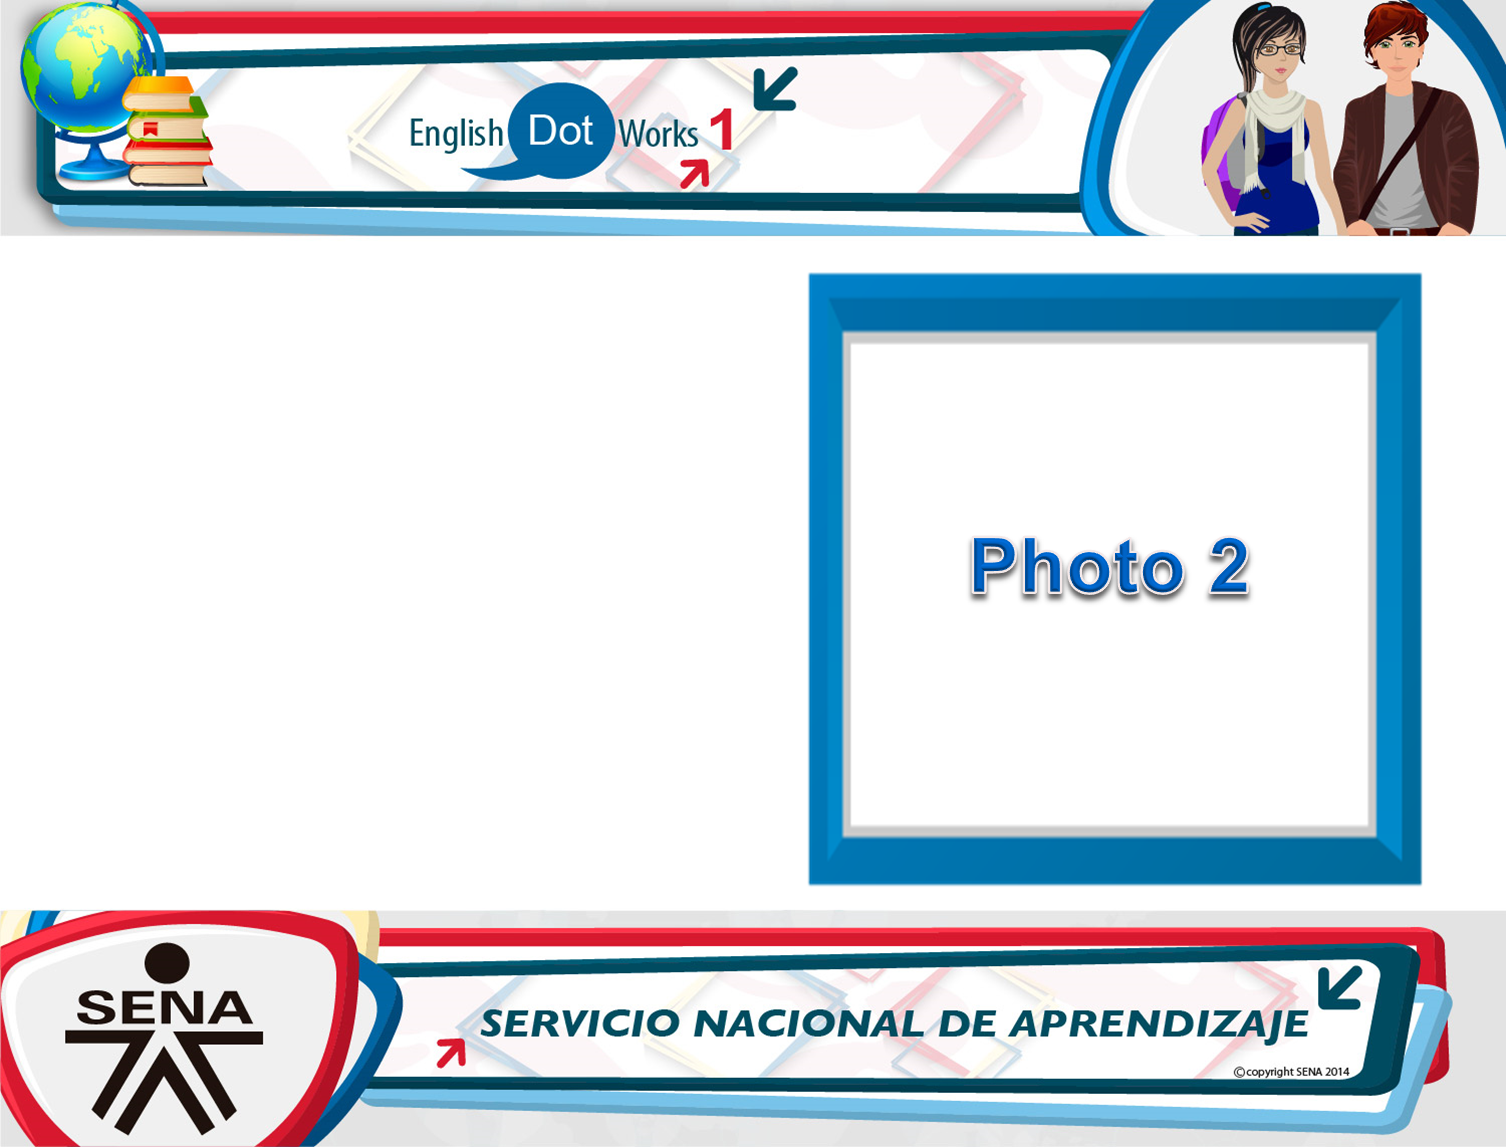 English Dot Works 1
Photo 2
SENA
SERVICIO NACIONAL DE APRENDIZAJE
©copyright SENA 2014